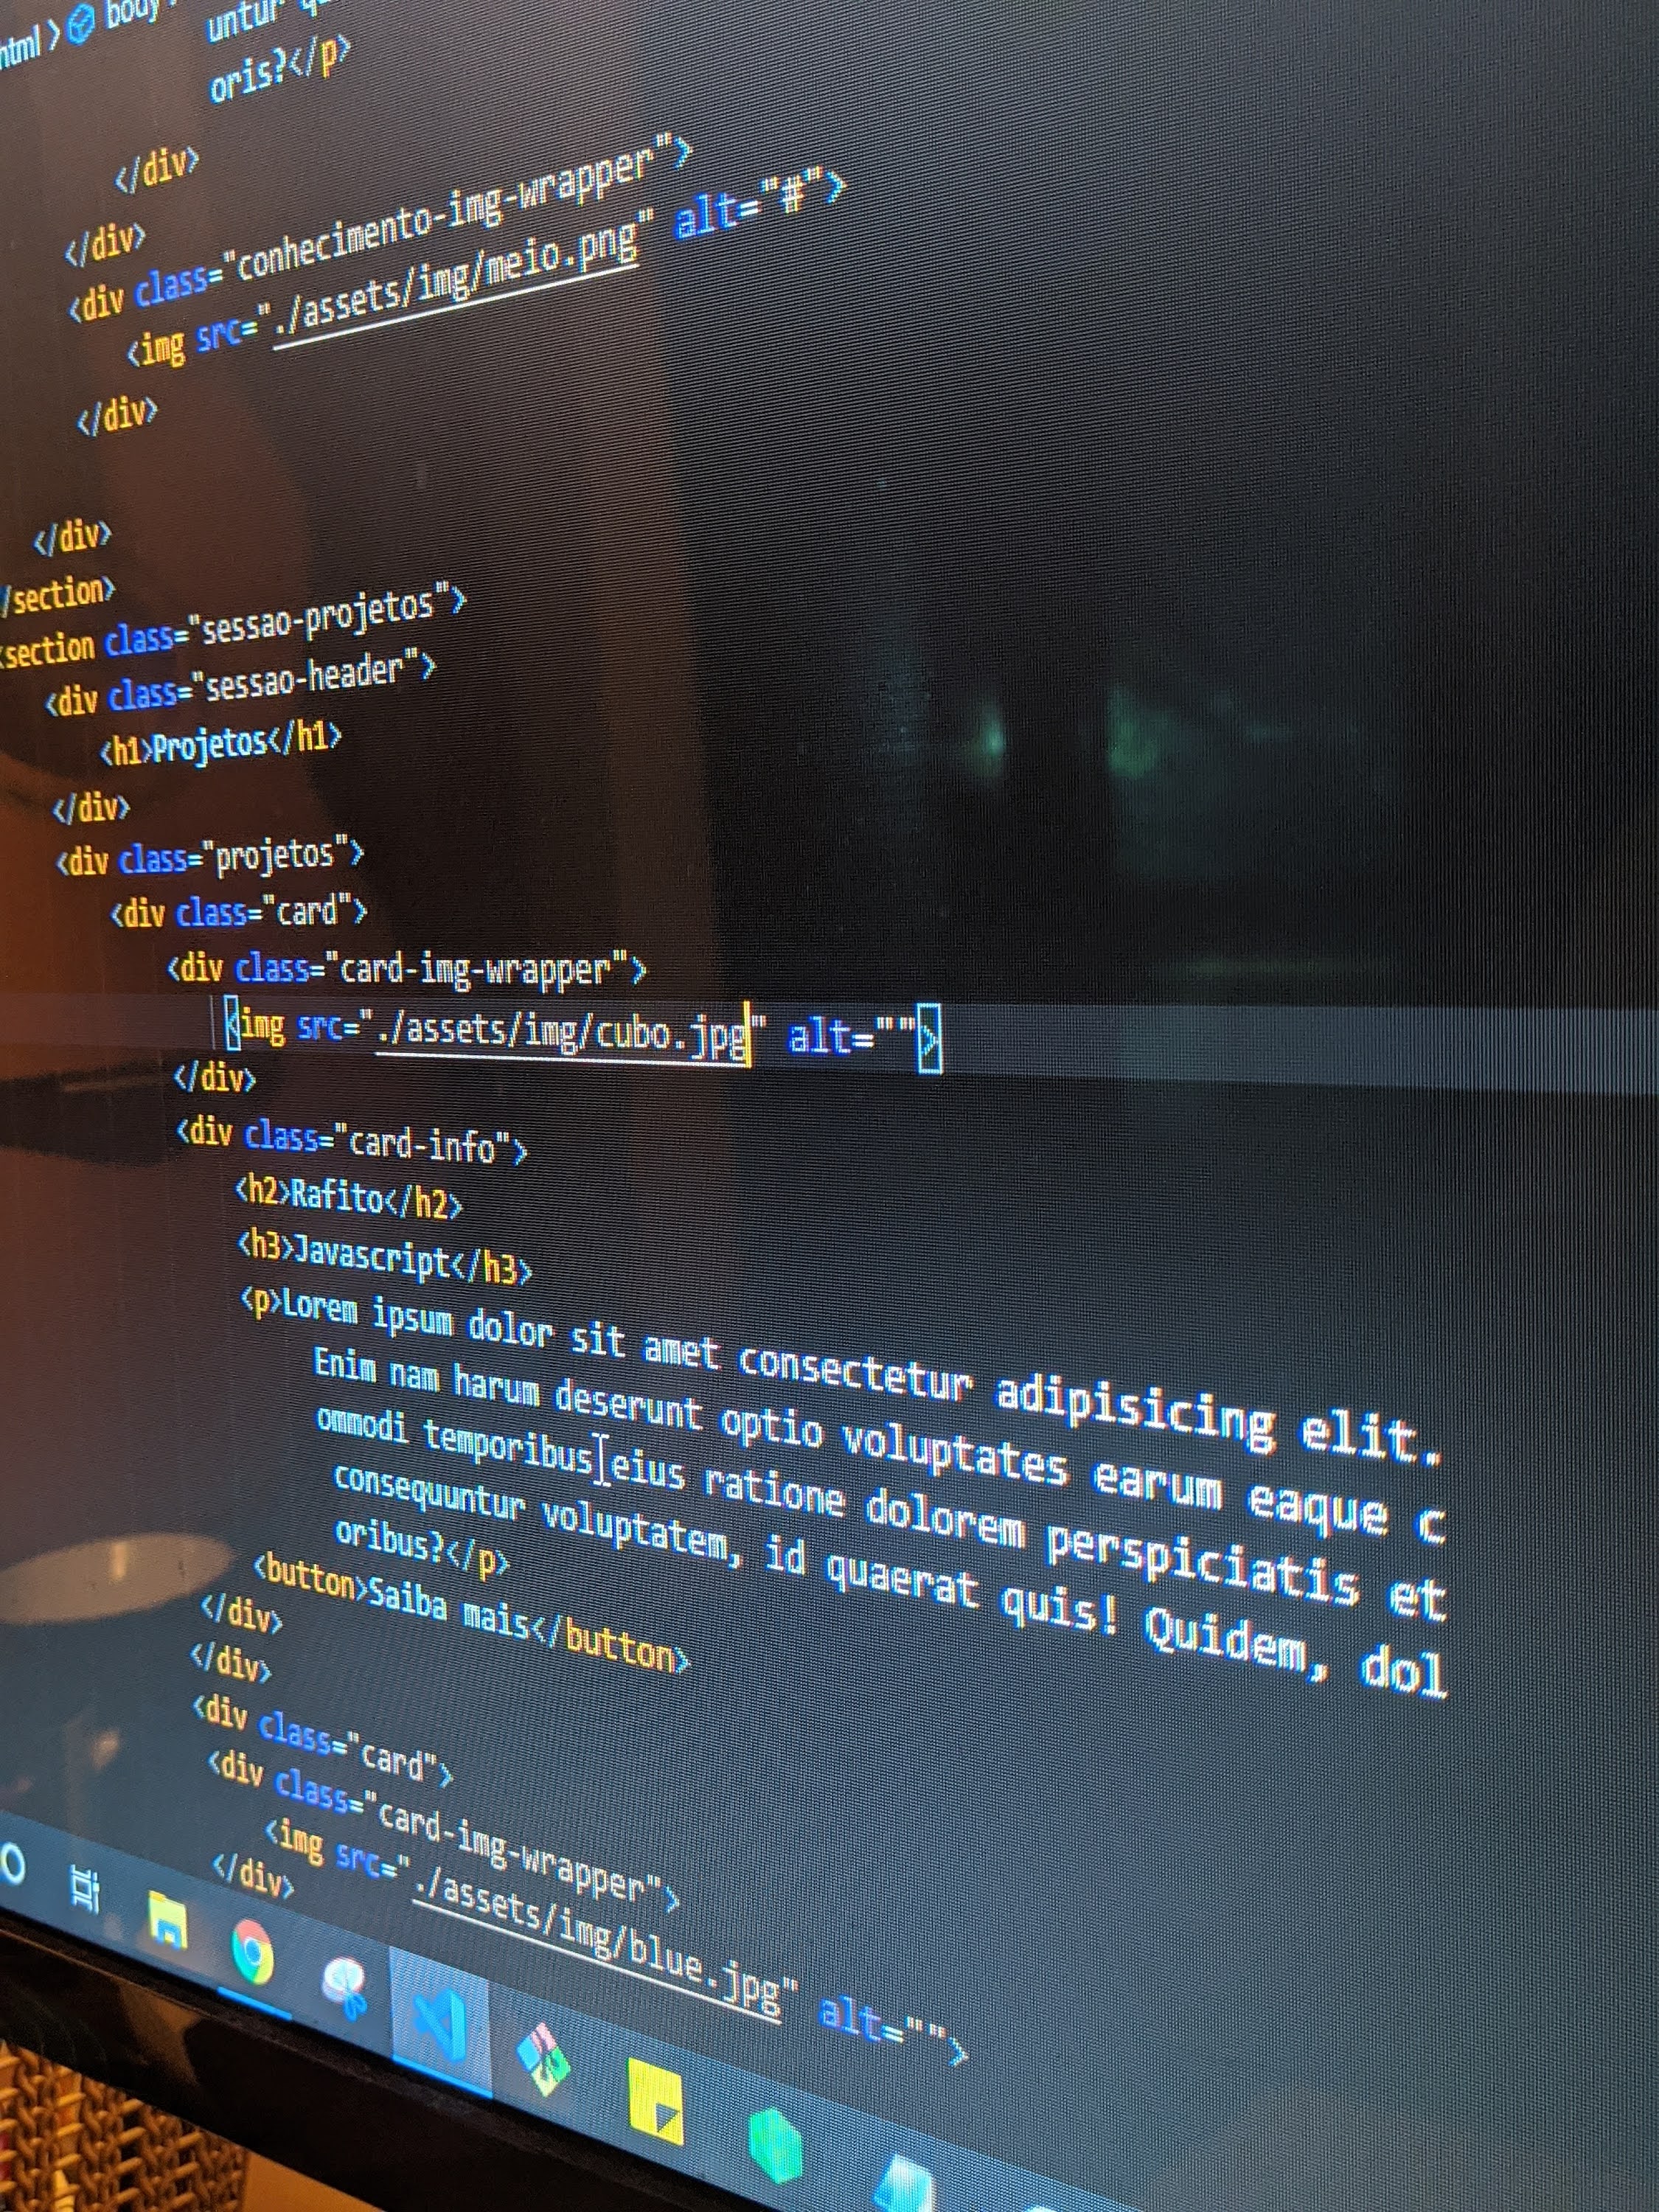 html > body
untur
oris?</p>
</div>
</div>
<div class="conhecimento-img-wrapper">
<img src="./assets/img/meio.png" alt="#">
</div>
</div>
/section>
<section class="sessao-projetos">
<div class="sessao-header">
<h1>Projetos</h1>
</div>
<div class="projetos">
<div class="card">
<div class="card-img-wrapper">
<img src="./assets/img/cubo.jpg" alt="">
</div>
<div class="card-info">
<h2>Rafito</h2>
<h3>Javascript</h3>
<p>Lorem ipsum dolor sit amet consectetur adipisicing elit.
Enim nam harum deserunt optio voluptates earum eaque c
ommodi temporibus eius ratione dolorem perspiciatis et
consequuntur voluptatem, id quaerat quis! Quidem, dol
oribus?</p>
<button>Saiba mais</button>
</div>
</div>
<div class="card">
<div class="card-img-wrapper">
<img src="./assets/img/blue.jpg" alt="">
</div>